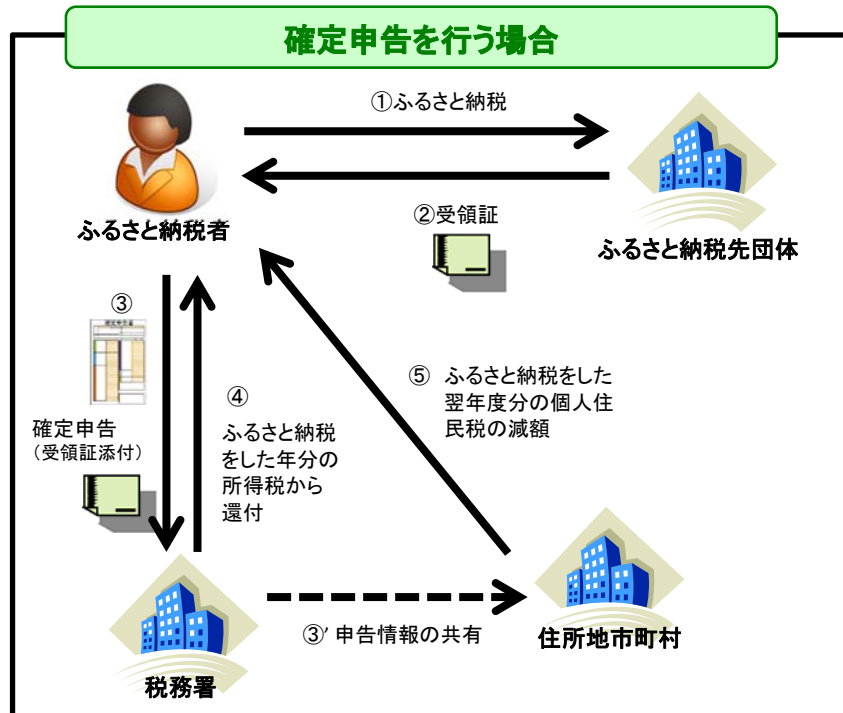 確定申告を行う場合
①ふるさと納税
②受領証
ふるさと納税者
ふるさと納税先団体
③
確定申告書
確定申告
（受領証添付）
④
ふるさと納税
をした年分の
所得税から
還付
⑤ ふるさと納税をした
翌年度分の個人住
民税の減額
③’ 申告情報の共有
税務署
住所地市町村